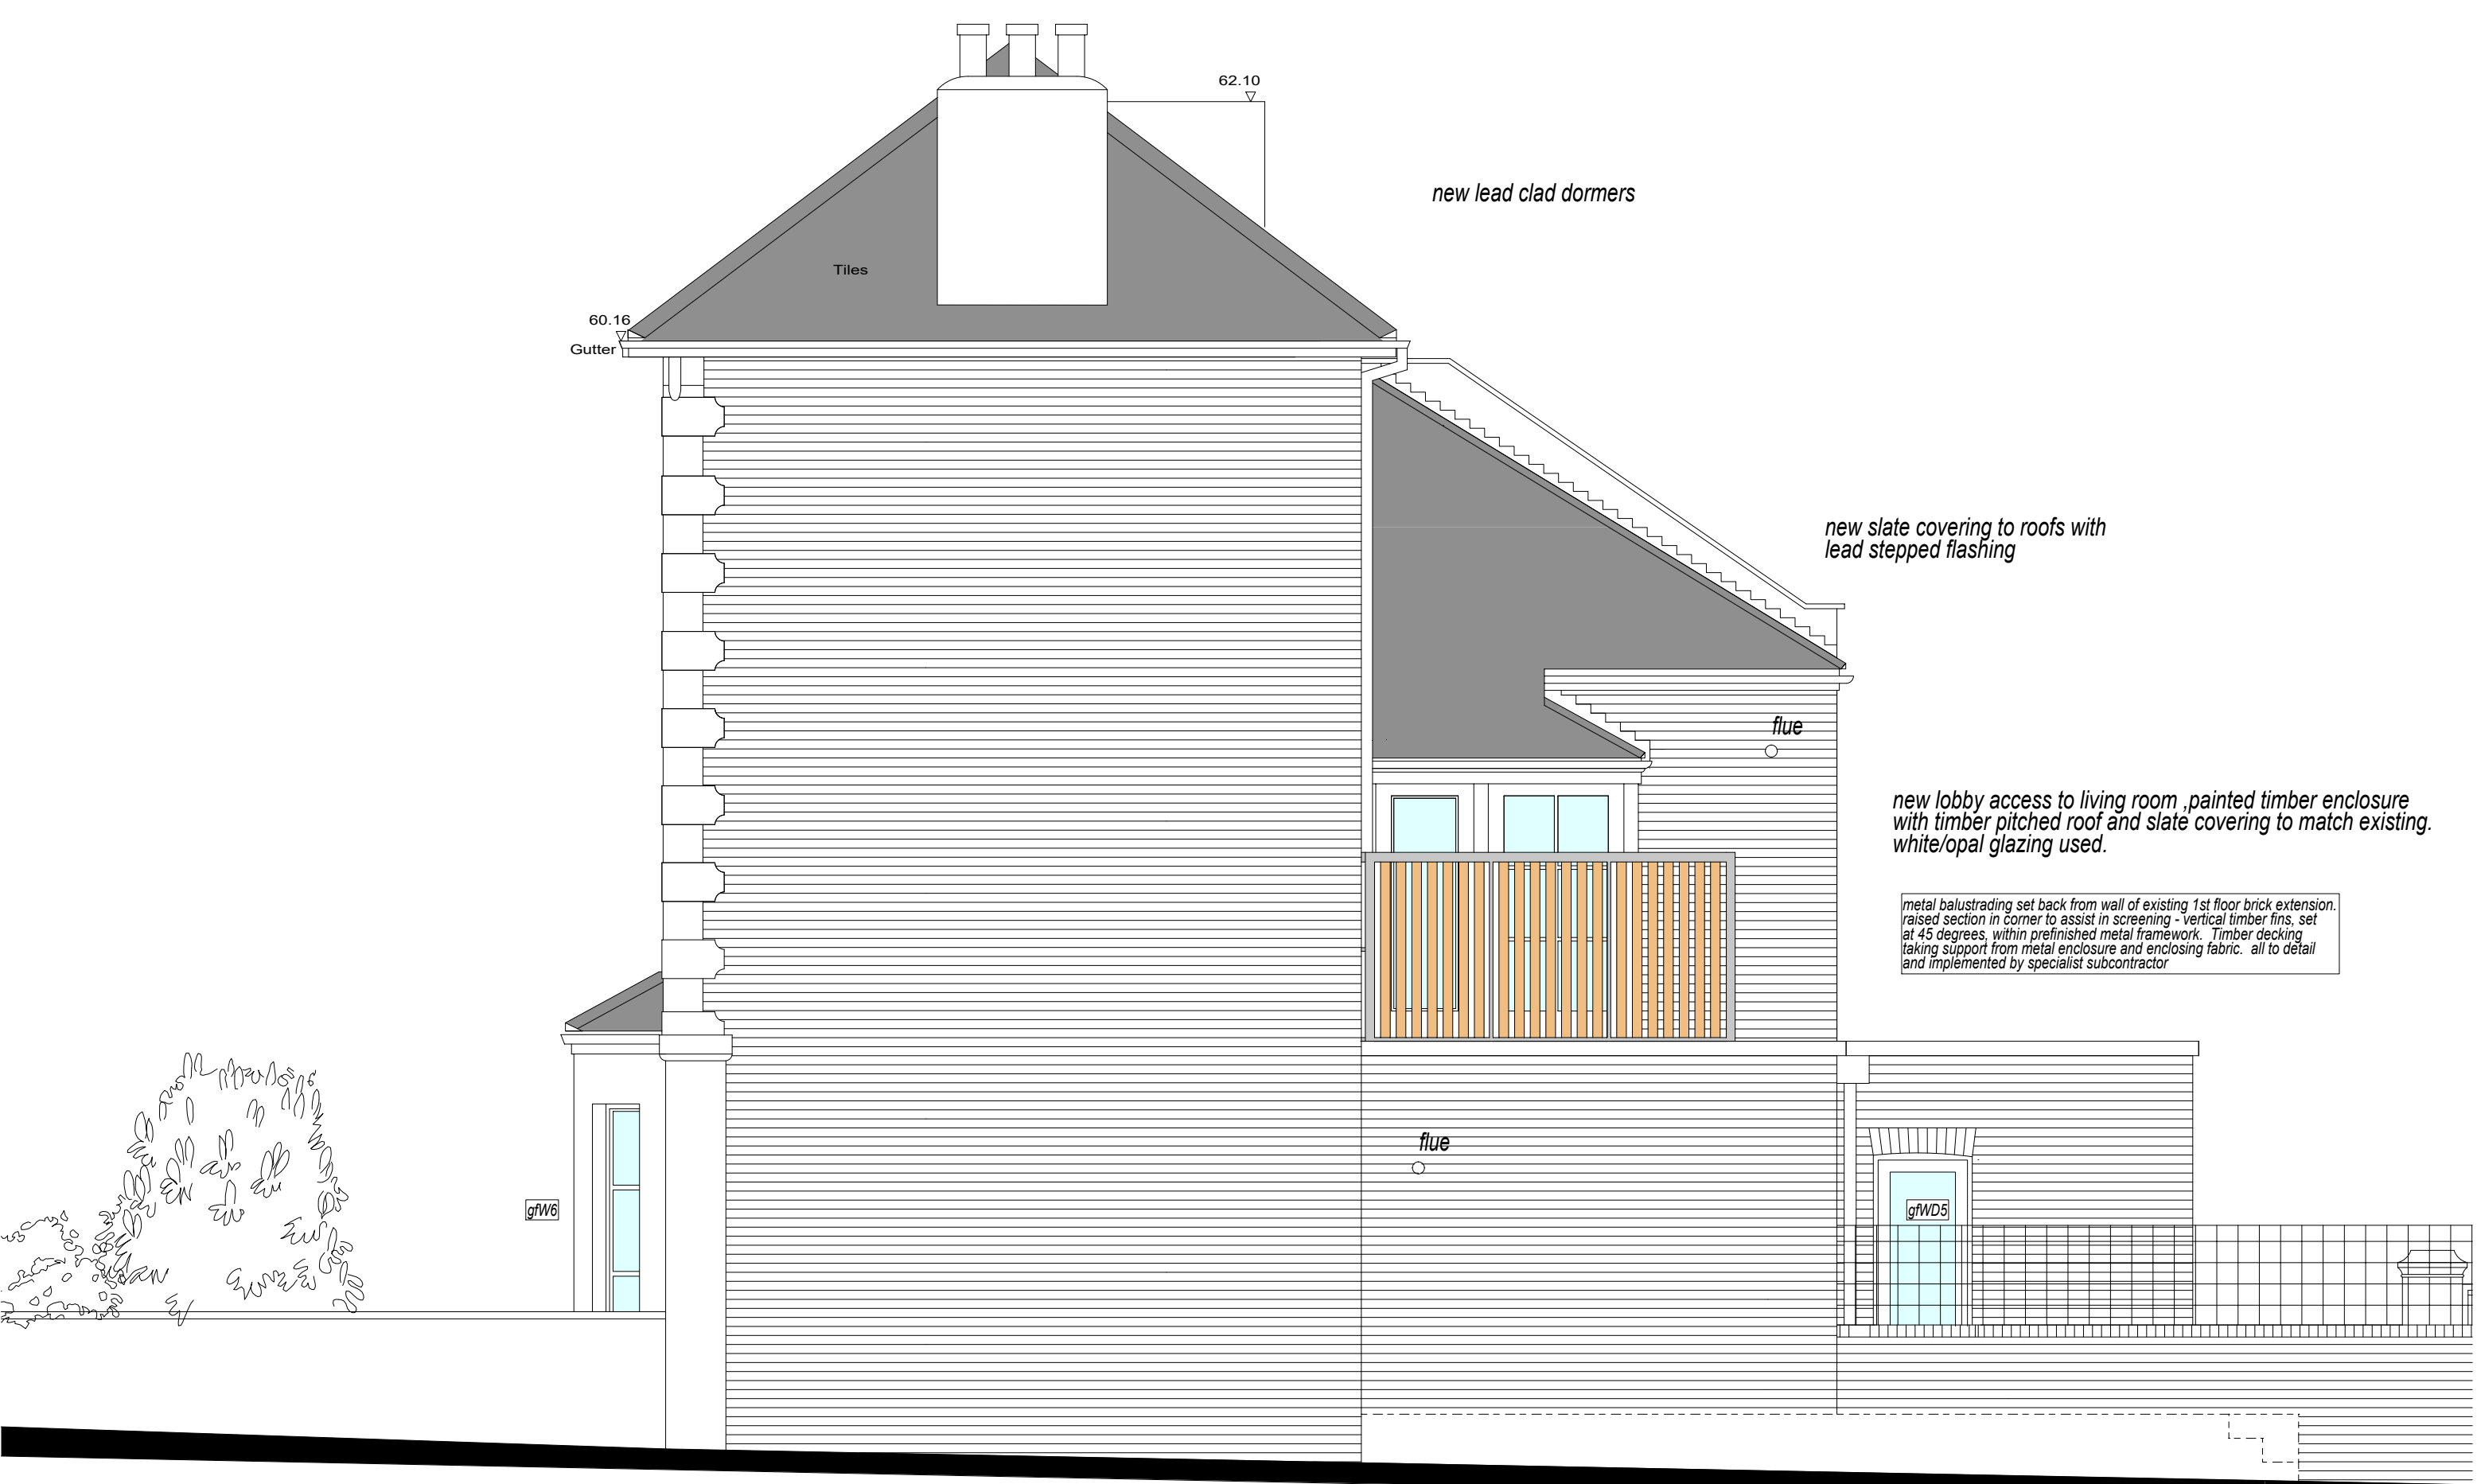 62.10
new lead clad dormers
Tiles
60.16
Gutter
new slate covering to roofs with
lead stepped flashing
flue
new lobby access to living room ,painted timber enclosure
with timber pitched roof and slate covering to match existing.
white/opal glazing used.
metal balustrading set back from wall of existing 1st floor brick extension.
raised section in corner to assist in screening - vertical timber fins, set
at 45 degrees, within prefinished metal framework. Timber decking
taking support from metal enclosure and enclosing fabric. all to detail
and implemented by specialist subcontractor
flue
gfW6
gfWD5